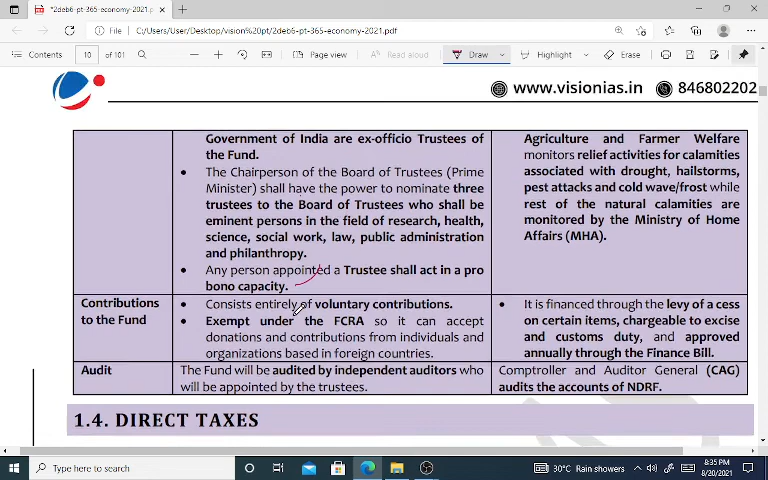 *2deb6-pt-365-economy-2021.pdf
File
C:/Users/User/Desktop/vision%20pt/2deb6-pt-365-economy-2021.pdf
Contents
10
of 101
Page view
Read aloud
Draw
Highlight
Erase
www.visionias.in
846802202
Government of India are ex-officio Trustees of
the Fund.
• The Chairperson of the Board of Trustees (Prime
Minister) shall have the power to nominate three
trustees to the Board of Trustees who shall be
eminent persons in the field of research, health,
science, social work, law, public administration
and philanthropy.
• Any person appointed a Trustee shall act in a pro
bono capacity.
Agriculture and Farmer Welfare
monitors relief activities for calamities
associated with drought, hailstorms,
pest attacks and cold wave/frost while
rest of the natural calamities are
monitored by the Ministry of Home
Affairs (MHA).
Contributions
to the Fund
• Consists entirely of voluntary contributions.
• Exempt under the FCRA so it can accept
donations and contributions from individuals and
organizations based in foreign countries.
• It is financed through the levy of a cess
on certain items, chargeable to excise
and customs duty, and approved
annually through the Finance Bill.
Audit
The Fund will be audited by independent auditors who
will be appointed by the trustees.
Comptroller and Auditor General (CAG)
audits the accounts of NDRF.
1.4. DIRECT TAXES
Type here to search
30°C Rain showers
8:35 PM
8/20/2021